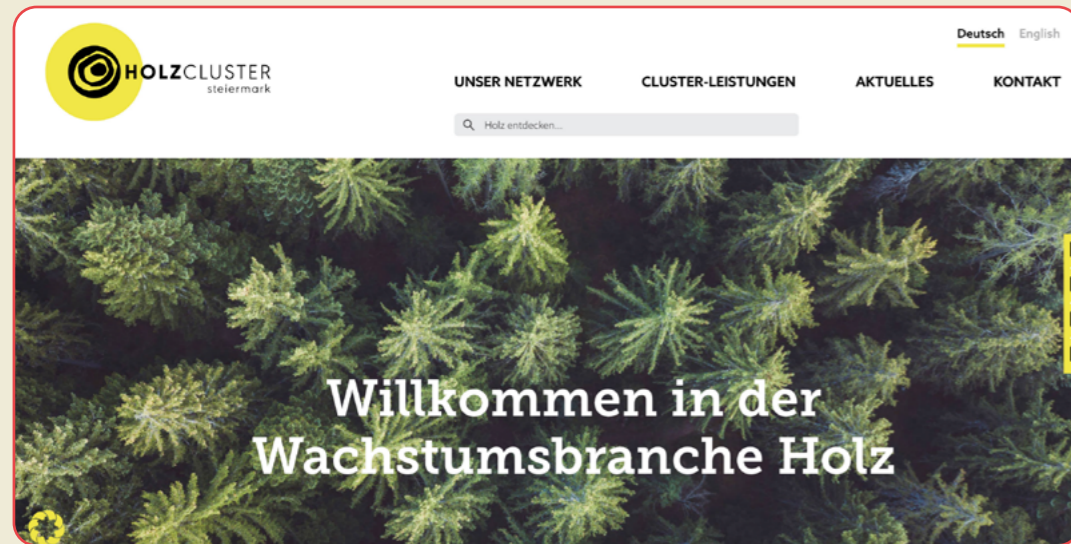 Deutsch English
HOLZCLUSTER
steiermark
UNSER NETZWERK CLUSTER-LEISTUNGEN AKTUELLES KONTAKT
Holz entdecken...
Willkommen in der
Wachstumsbranche Holz